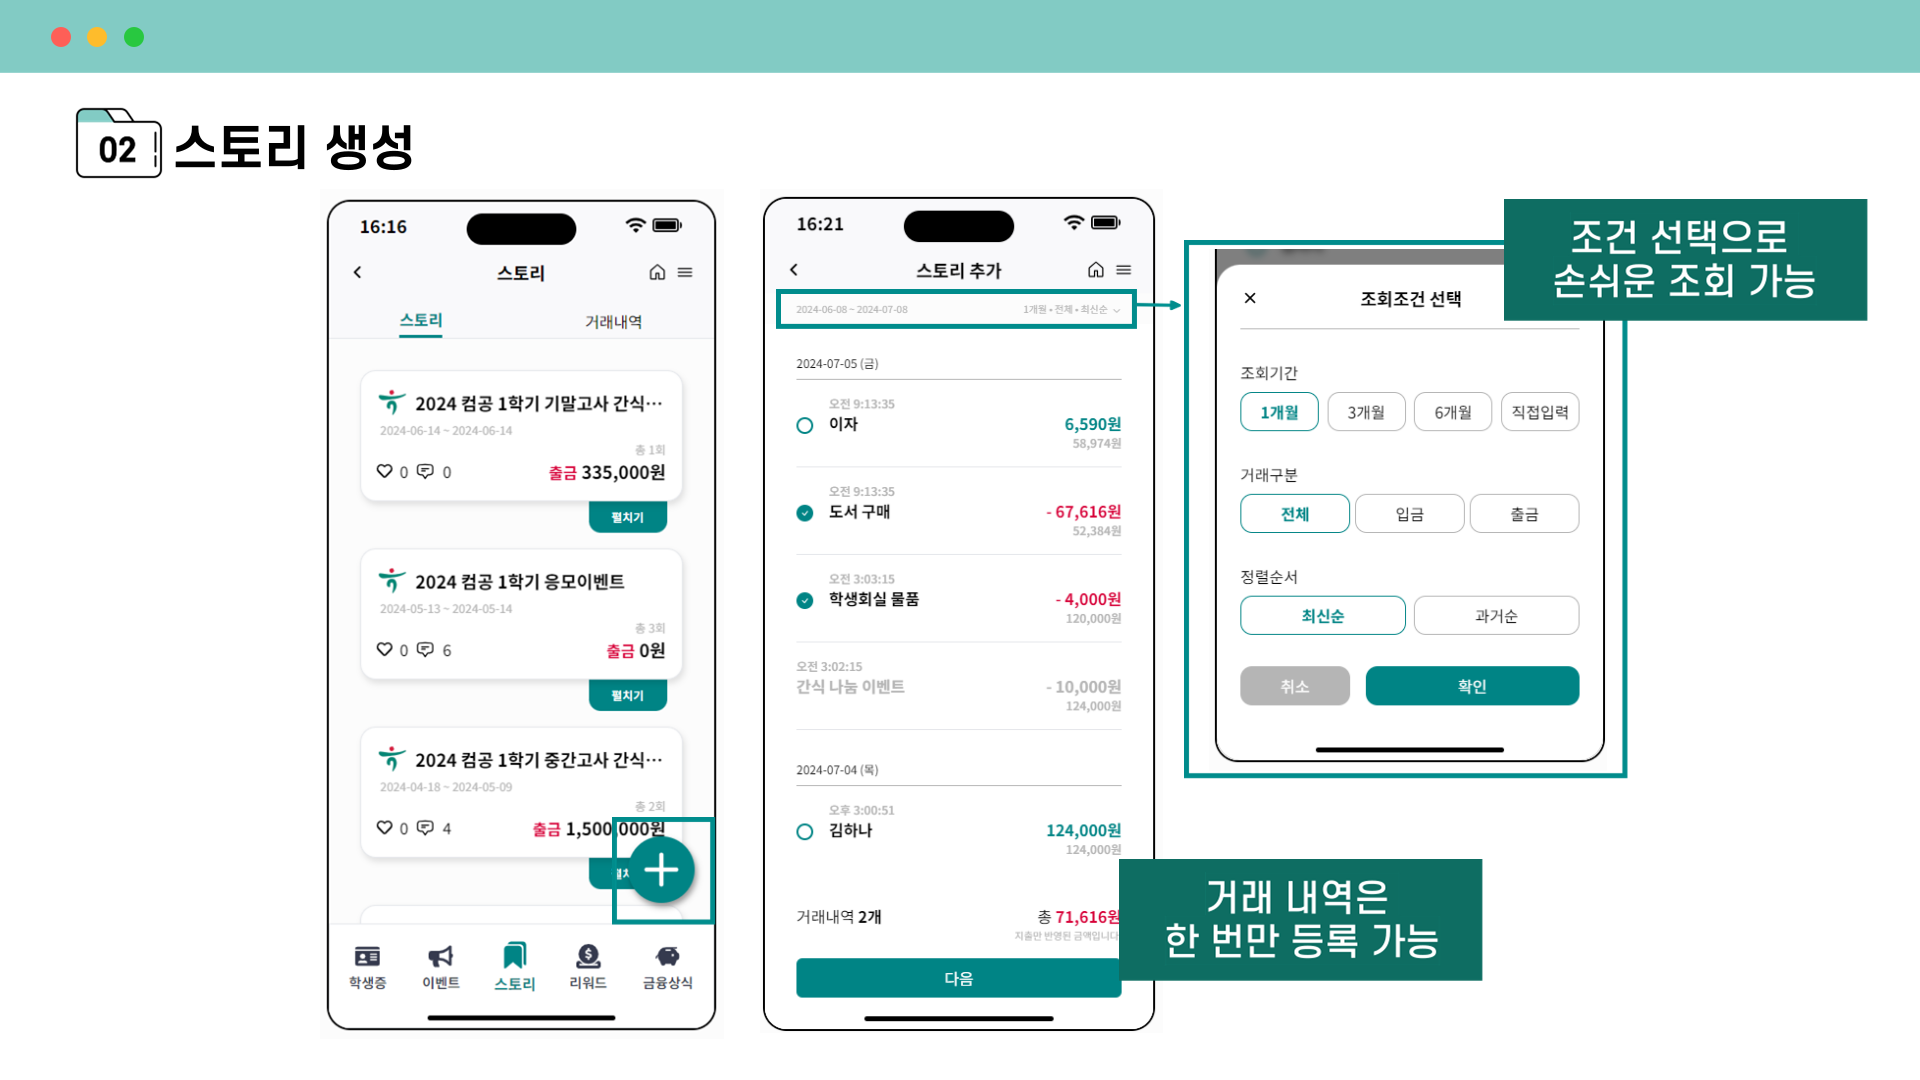 02 스토리 생성
16:16
스토리
스토리 거래내역
2024 컴공 1학기 기말고사 간식...
2024-06-14 ~ 2024-06-14
총 1회
0 0 출금 335,000원
펼치기
2024 컴공 1학기 응모이벤트
2024-05-13 ~ 2024-05-14
총 3회
0 6 출금 0원
펼치기
2024 컴공 1학기 중간고사 간식...
2024-04-18 ~ 2024-05-09
총 2회
0 4 출금 1,500,000원
학생증 이벤트 스토리 리워드 금융상식
16:21
스토리 추가
2024-06-08 ~ 2024-07-08 1개월 • 전체 • 최신순
2024-07-05 (금)
오전 9:13:35
이자 6,590원
58,974원
오전 9:13:35
도서 구매 - 67,616원
52,384원
오전 3:03:15
학생회실 물품 - 4,000원
120,000원
오전 3:02:15
간식 나눔 이벤트 - 10,000원
124,000원
2024-07-04 (목)
오후 3:00:51
김하나 124,000원
124,000원
거래내역 2개 총 71,616원
지출만 반영된 금액입니다
다음
조건 선택으로
손쉬운 조회 가능
조회조건 선택
조회기간
1개월 3개월 6개월 직접입력
거래구분
전체 입금 출금
정렬순서
최신순 과거순
취소 확인
거래 내역은
한 번만 등록 가능